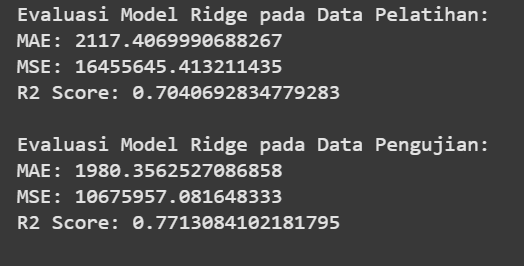 Evaluasi Model Ridge pada Data Pelatihan:
MAE: 2117.4069990688267
MSE: 16455645.413211435
R2 Score: 0.7040692834779283
Evaluasi Model Ridge pada Data Pengujian:
MAE: 1980.3562527086858
MSE: 10675957.081648333
R2 Score: 0.7713084102181795